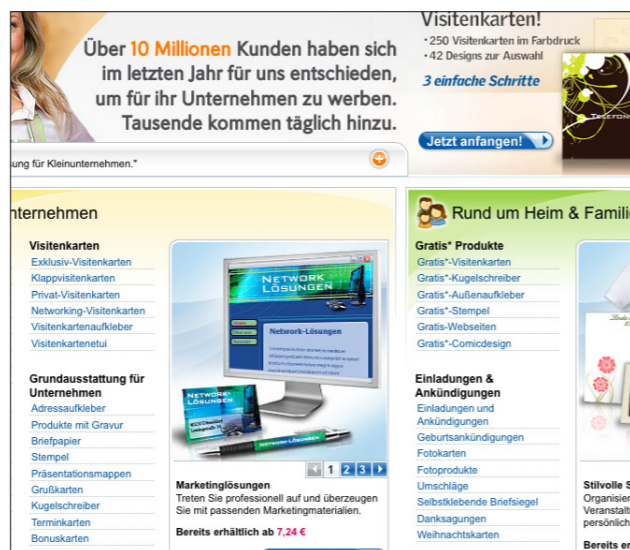 Über 10 Millionen Kunden haben sich
im letzten Jahr für uns entschieden,
um für ihr Unternehmen zu werben.
Tausende kommen täglich hinzu.
ung für Kleinunternehmen."
Visitenkarten!
·250 Visitenkarten im Farbdruck
·42 Designs zur Auswahl
3 einfache Schritte
Jetzt anfangen!
nternehmen
Visitenkarten
Exklusiv-Visitenkarten
Klappvisitenkarten
Privat-Visitenkarten
Networking-Visitenkarten
Visitenkartenaufkleber
Visitenkartenetui
Grundausstattung für
Unternehmen
Adressaufkleber
Produkte mit Gravur
Briefpapier
Stempel
Präsentationsmappen
Grußkarten
Kugelschreiber
Terminkarten
Bonuskarten
NETWORK
LÖSUNGEN
Network-Lösungen
NETWORK-
LÖSUNGEN
NETWORK-LÖSUNGEN
1 2 3
Marketinglösungen
Treten Sie professionell auf und überzeugen
Sie mit passenden Marketingmaterialien.
Bereits erhältlich ab 7,24 €
Rund um Heim & Famili
Gratis* Produkte
Gratis*-Visitenkarten
Gratis*-Kugelschreiber
Gratis*-Außenaufkleber
Gratis*-Stempel
Gratis-Webseiten
Gratis*-Comicdesign
Einladungen &
Ankündigungen
Einladungen und
Ankündigungen
Geburtsankündigungen
Fotokarten
Fotoprodukte
Umschläge
Selbstklebende Briefsiegel
Danksagungen
Weihnachtskarten
Stilvolle S
Organisier
Veranstalt
persönlich
Bereits er